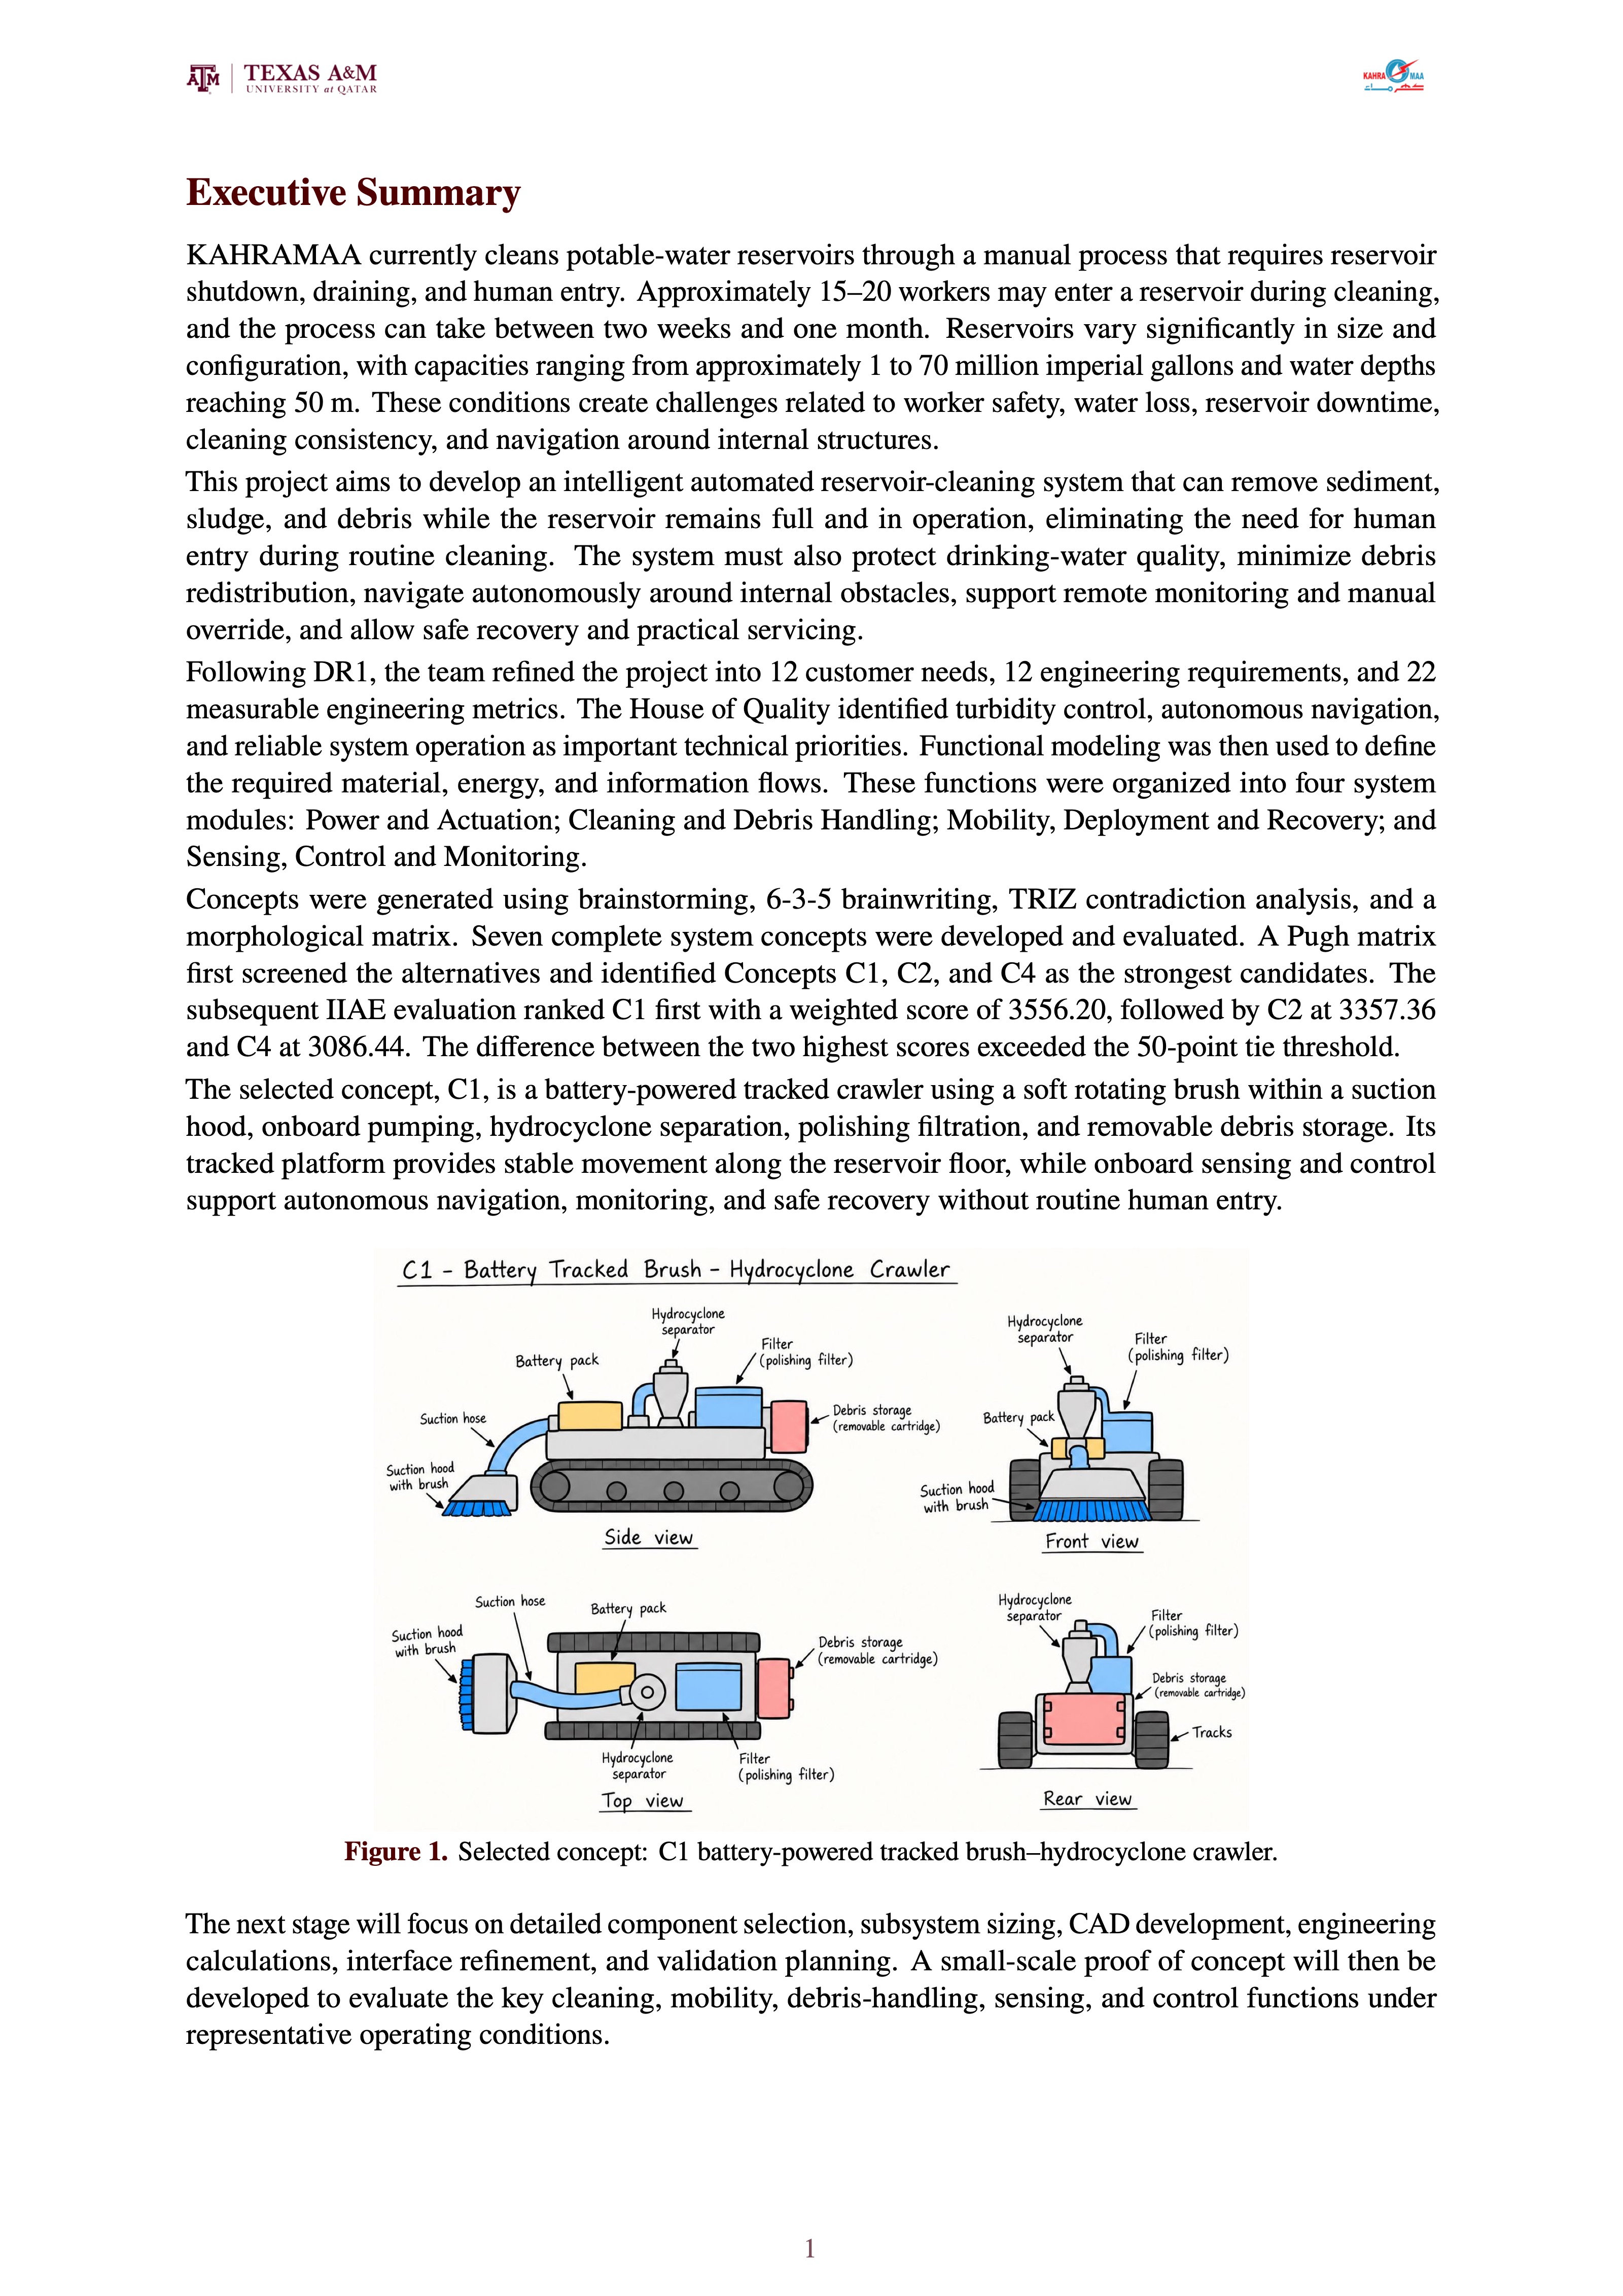 TEXAS A&M
UNIVERSITY at QATAR
KAHRA MAA
كهرماء
Executive Summary
KAHRAMAA currently cleans potable-water reservoirs through a manual process that requires reservoir
shutdown, draining, and human entry. Approximately 15–20 workers may enter a reservoir during cleaning,
and the process can take between two weeks and one month. Reservoirs vary significantly in size and
configuration, with capacities ranging from approximately 1 to 70 million imperial gallons and water depths
reaching 50 m. These conditions create challenges related to worker safety, water loss, reservoir downtime,
cleaning consistency, and navigation around internal structures.
This project aims to develop an intelligent automated reservoir-cleaning system that can remove sediment,
sludge, and debris while the reservoir remains full and in operation, eliminating the need for human
entry during routine cleaning. The system must also protect drinking-water quality, minimize debris
redistribution, navigate autonomously around internal obstacles, support remote monitoring and manual
override, and allow safe recovery and practical servicing.
Following DR1, the team refined the project into 12 customer needs, 12 engineering requirements, and 22
measurable engineering metrics. The House of Quality identified turbidity control, autonomous navigation,
and reliable system operation as important technical priorities. Functional modeling was then used to define
the required material, energy, and information flows. These functions were organized into four system
modules: Power and Actuation; Cleaning and Debris Handling; Mobility, Deployment and Recovery; and
Sensing, Control and Monitoring.
Concepts were generated using brainstorming, 6-3-5 brainwriting, TRIZ contradiction analysis, and a
morphological matrix. Seven complete system concepts were developed and evaluated. A Pugh matrix
first screened the alternatives and identified Concepts C1, C2, and C4 as the strongest candidates. The
subsequent IIAE evaluation ranked C1 first with a weighted score of 3556.20, followed by C2 at 3357.36
and C4 at 3086.44. The difference between the two highest scores exceeded the 50-point tie threshold.
The selected concept, C1, is a battery-powered tracked crawler using a soft rotating brush within a suction
hood, onboard pumping, hydrocyclone separation, polishing filtration, and removable debris storage. Its
tracked platform provides stable movement along the reservoir floor, while onboard sensing and control
support autonomous navigation, monitoring, and safe recovery without routine human entry.
C1 - Battery Tracked Brush - Hydrocyclone Crawler
Hydrocyclone
separator
Filter
(polishing filter)
Battery pack
Suction hose
Debris storage
(removable cartridge)
Suction hood
with brush
Side view
Hydrocyclone
separator
Filter
(polishing filter)
Battery pack
Suction hood
with brush
Front view
Suction hose
Battery pack
Suction hood
with brush
Debris storage
(removable cartridge)
Hydrocyclone
separator
Filter
(polishing filter)
Top view
Hydrocyclone
separator
Filter
(polishing filter)
Debris storage
(removable cartridge)
Tracks
Rear view
Figure 1. Selected concept: C1 battery-powered tracked brush–hydrocyclone crawler.
The next stage will focus on detailed component selection, subsystem sizing, CAD development, engineering
calculations, interface refinement, and validation planning. A small-scale proof of concept will then be
developed to evaluate the key cleaning, mobility, debris-handling, sensing, and control functions under
representative operating conditions.
1